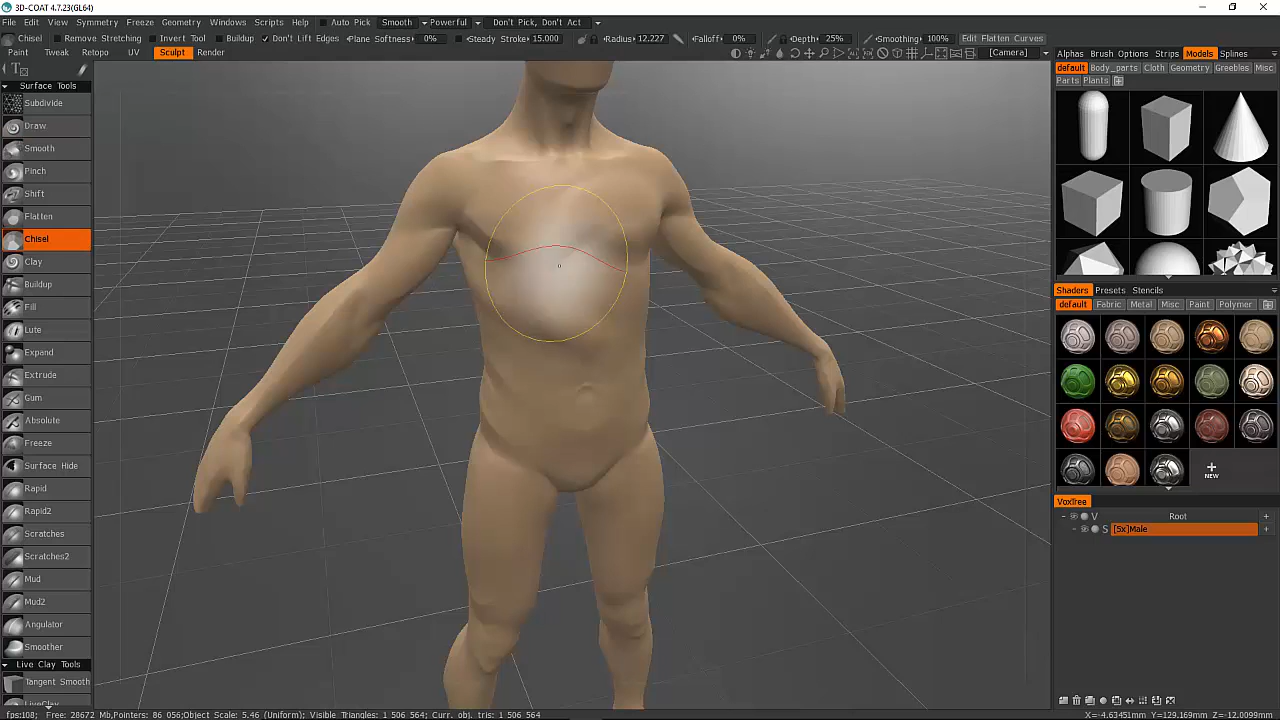 3D-COAT 4.7.23(GL64)
File Edit View Symmetry Freeze Geometry Windows Scripts Help Auto Pick Smooth Powerful Don't Pick, Don't Act
Chisel Remove Stretching Invert Tool Buildup Don't Lift Edges Plane Softness 0% Steady Stroke 15.000 Radius 12.227 Falloff 0% Depth 25% Smoothing 100% Edit Flatten Curves
Paint Tweak Retopo UV Sculpt Render [Camera]
Alphas Brush Options Strips Models Splines
default Body_parts Cloth Geometry Greebles Misc
Parts Plants
Surface Tools
Subdivide
Draw
Smooth
Pinch
Shift
Flatten
Chisel
Clay
Buildup
Fill
Lute
Expand
Extrude
Gum
Absolute
Freeze
Surface Hide
Rapid
Rapid2
Scratches
Scratches2
Mud
Mud2
Angulator
Smoother
Live Clay Tools
Tangent Smooth
LiveClay
Shaders Presets Stencils
default Fabric Metal Misc Paint Polymer
NEW
VoxTree
V Root +
S [5x]Male +
fps:108; Free: 28672 Mb,Pointers: 86 056;Object Scale: 5.46 (Uniform); Visible Triangles: 1 506 564; Curr. obj. tris: 1 506 564
X=-4.63451mm Y=129.169mm Z=-12.0099mm